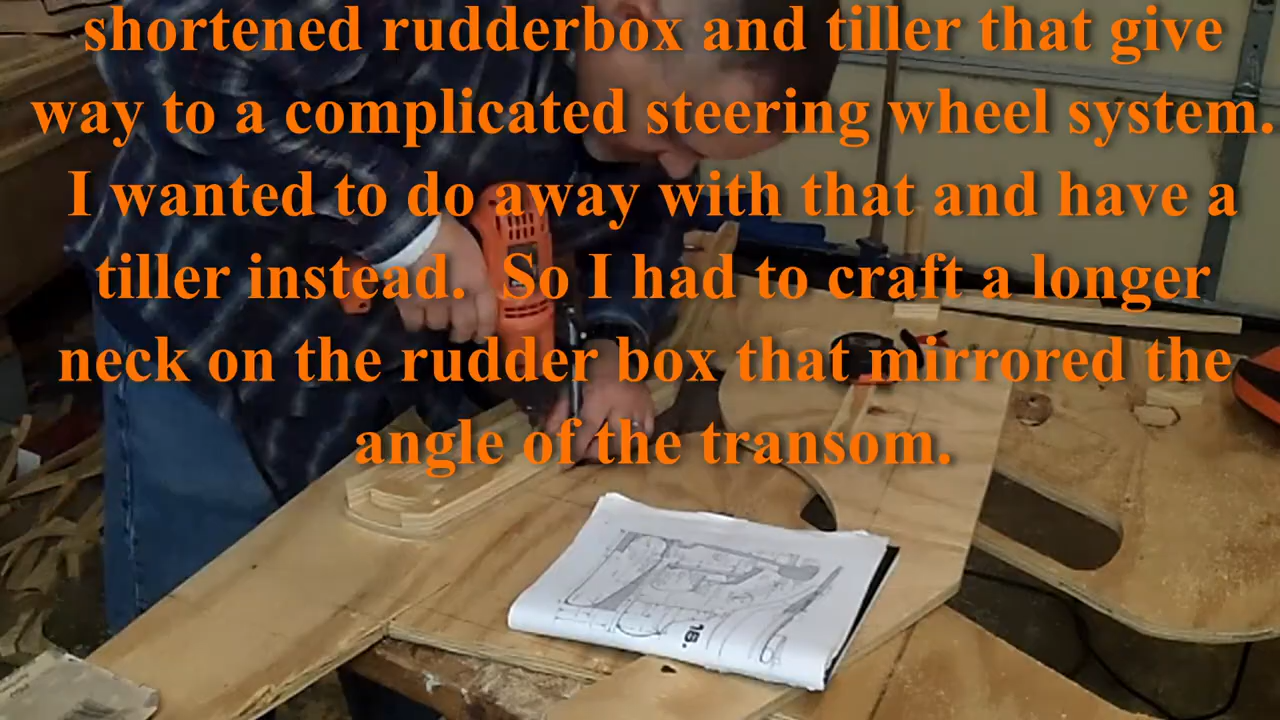 shortened rudderbox and tiller that give
way to a complicated steering wheel system.
I wanted to do away with that and have a
tiller instead.  So I had to craft a longer
neck on the rudder box that mirrored the
angle of the transom.
18.